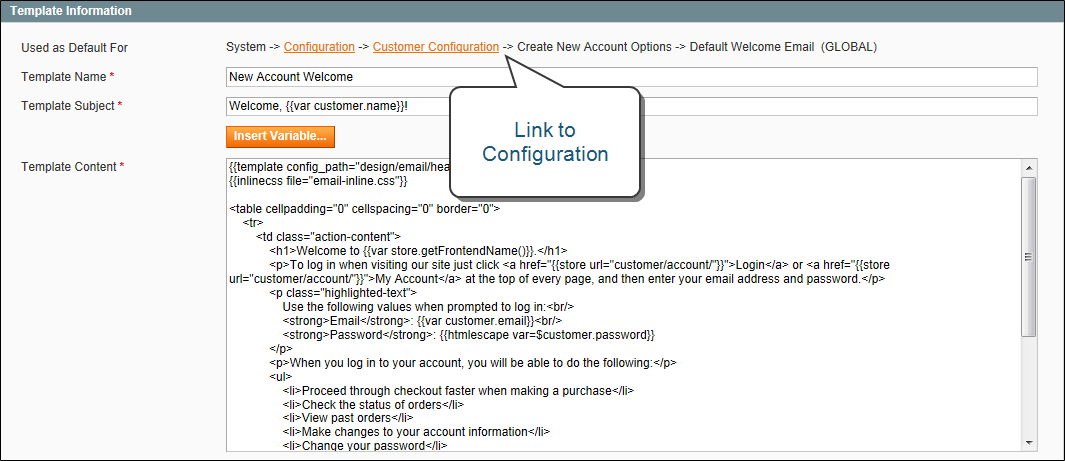 Template Information
Used as Default For
System -> Configuration -> Customer Configuration -> Create New Account Options -> Default Welcome Email (GLOBAL)
Template Name *
New Account Welcome
Template Subject *
Welcome, {{var customer.name}}!
Link to
Configuration
Insert Variable...
Template Content *
{{template config_path="design/email/hea
{{inlinecss file="email-inline.css"}}
<table cellpadding="0" cellspacing="0" border="0">
<tr>
<td class="action-content">
<h1>Welcome to {{var store.getFrontendName()}}.</h1>
<p>To log in when visiting our site just click <a href="{{store url="customer/account/"}}">Login</a> or <a href="{{store
url="customer/account/"}}">My Account</a> at the top of every page, and then enter your email address and password.</p>
<p class="highlighted-text">
Use the following values when prompted to log in:<br/>
<strong>Email</strong>: {{var customer.email}}<br/>
<strong>Password</strong>: {{htmlescape var=$customer.password}}
</p>
<p>When you log in to your account, you will be able to do the following:</p>
<ul>
<li>Proceed through checkout faster when making a purchase</li>
<li>Check the status of orders</li>
<li>View past orders</li>
<li>Make changes to your account information</li>
<li>Change your password</li>